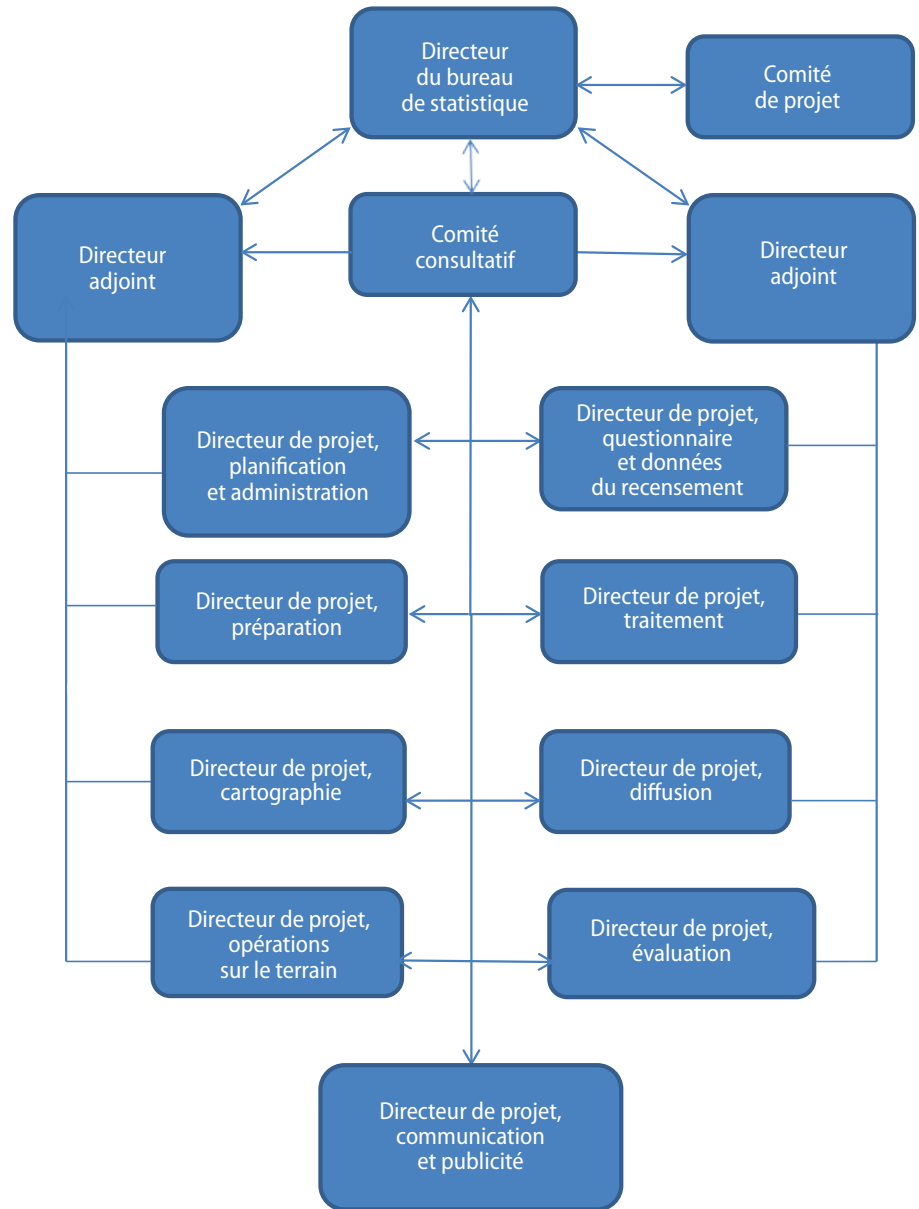 Directeur
du bureau
de statistique
Comité
de projet
Directeur
adjoint
Comité
consultatif
Directeur
adjoint
Directeur de projet,
planification
et administration
Directeur de projet,
questionnaire
et données
du recensement
Directeur de projet,
préparation
Directeur de projet,
traitement
Directeur de projet,
cartographie
Directeur de projet,
diffusion
Directeur de projet,
opérations
sur le terrain
Directeur de projet,
évaluation
Directeur de projet,
communication
et publicité